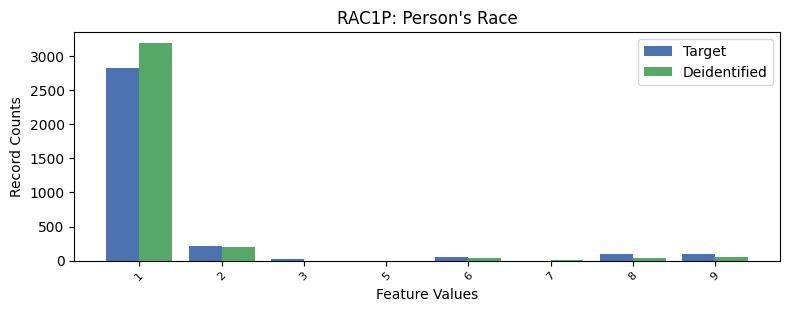 RAC1P: Person's Race
Record Counts
3000
2500
2000
1500
1000
500
0
Target
Deidentified
1 2 3 5 6 7 8 9
Feature Values